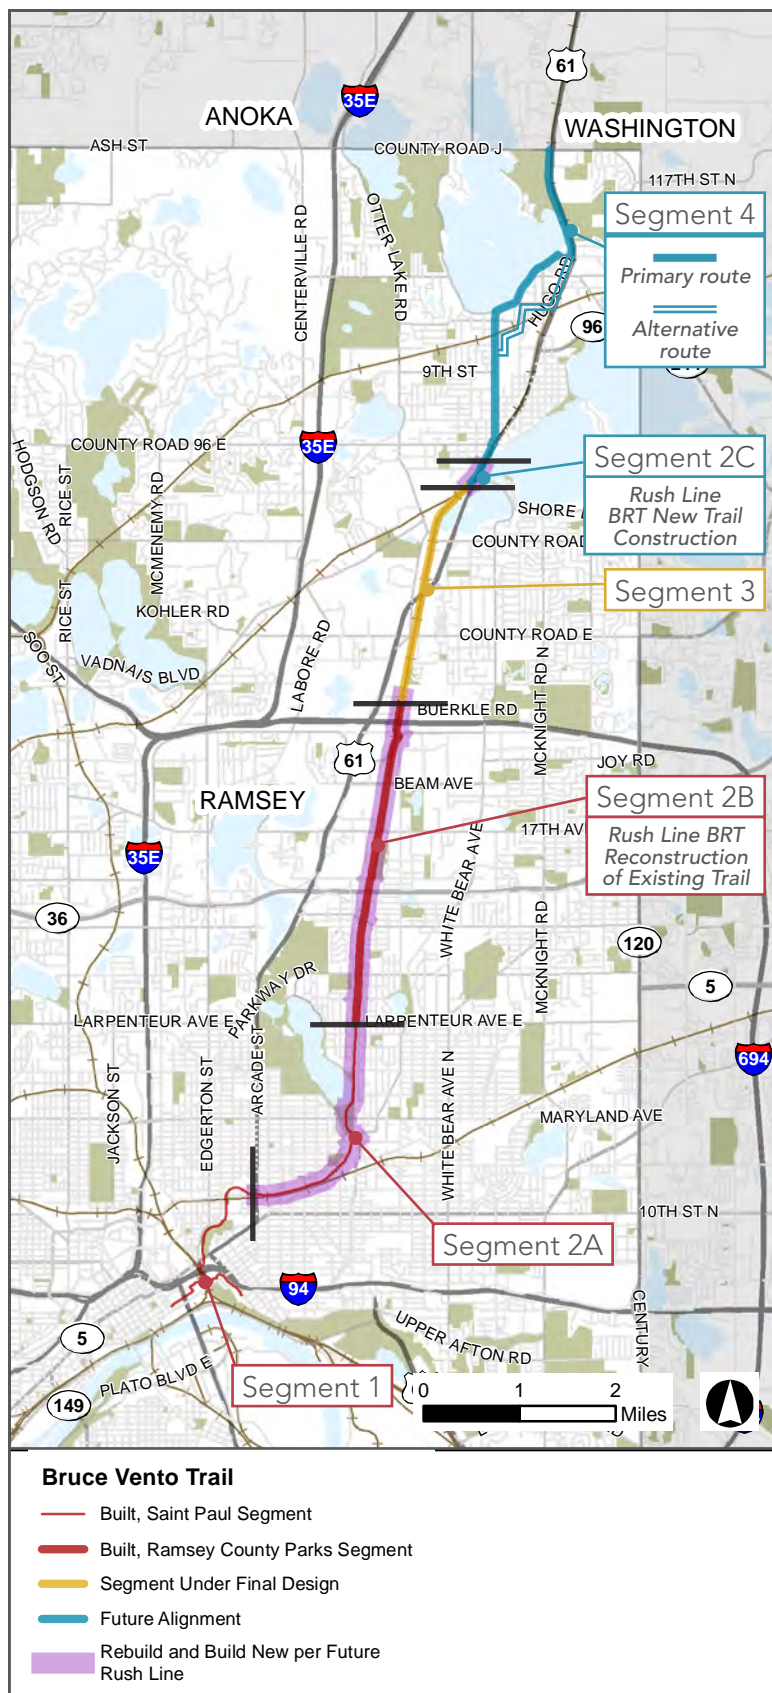 61
35E
ANOKA
WASHINGTON
ASH ST
COUNTY ROAD J
117TH ST N
Segment 4
Primary route
Alternative
route
CENTERVILLE RD
OTTER LAKE RD
HUGO RD
96
9TH ST
35E
COUNTY ROAD 96 E
HODGSON RD
RICE ST
MCMENEMY RD
Segment 2C
Rush Line
BRT New Trail
Construction
SHORE
COUNTY ROAD
Segment 3
RICE ST
KOHLER RD
COUNTY ROAD E
SOO ST
VADNAIS BLVD
LABORE RD
MCKNIGHT RD N
BUERKLE RD
61
JOY RD
BEAM AVE
RAMSEY
Segment 2B
Rush Line BRT
Reconstruction
of Existing Trail
17TH AV
WHITE BEAR AVE
35E
36
MCKNIGHT RD
120
5
PARKWAY DR
LARPENTEUR AVE E
LARPENTEUR AVE E
694
JACKSON ST
EDGERTON ST
ARCADE ST
WHITE BEAR AVE N
MARYLAND AVE
10TH ST N
Segment 2A
94
CENTURY
5
UPPER AFTON RD
PLATO BLVD E
149
Segment 1
0 1 2
Miles
Bruce Vento Trail
Built, Saint Paul Segment
Built, Ramsey County Parks Segment
Segment Under Final Design
Future Alignment
Rebuild and Build New per Future
Rush Line